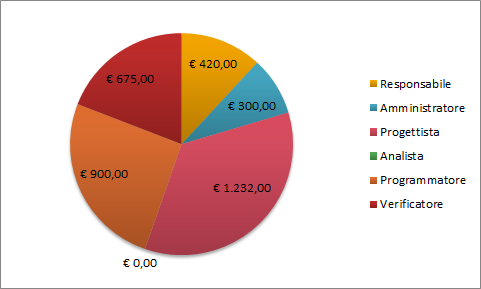 € 420,00
€ 300,00
€ 1.232,00
€ 0,00
€ 900,00
€ 675,00
Responsabile
Amministratore
Progettista
Analista
Programmatore
Verificatore